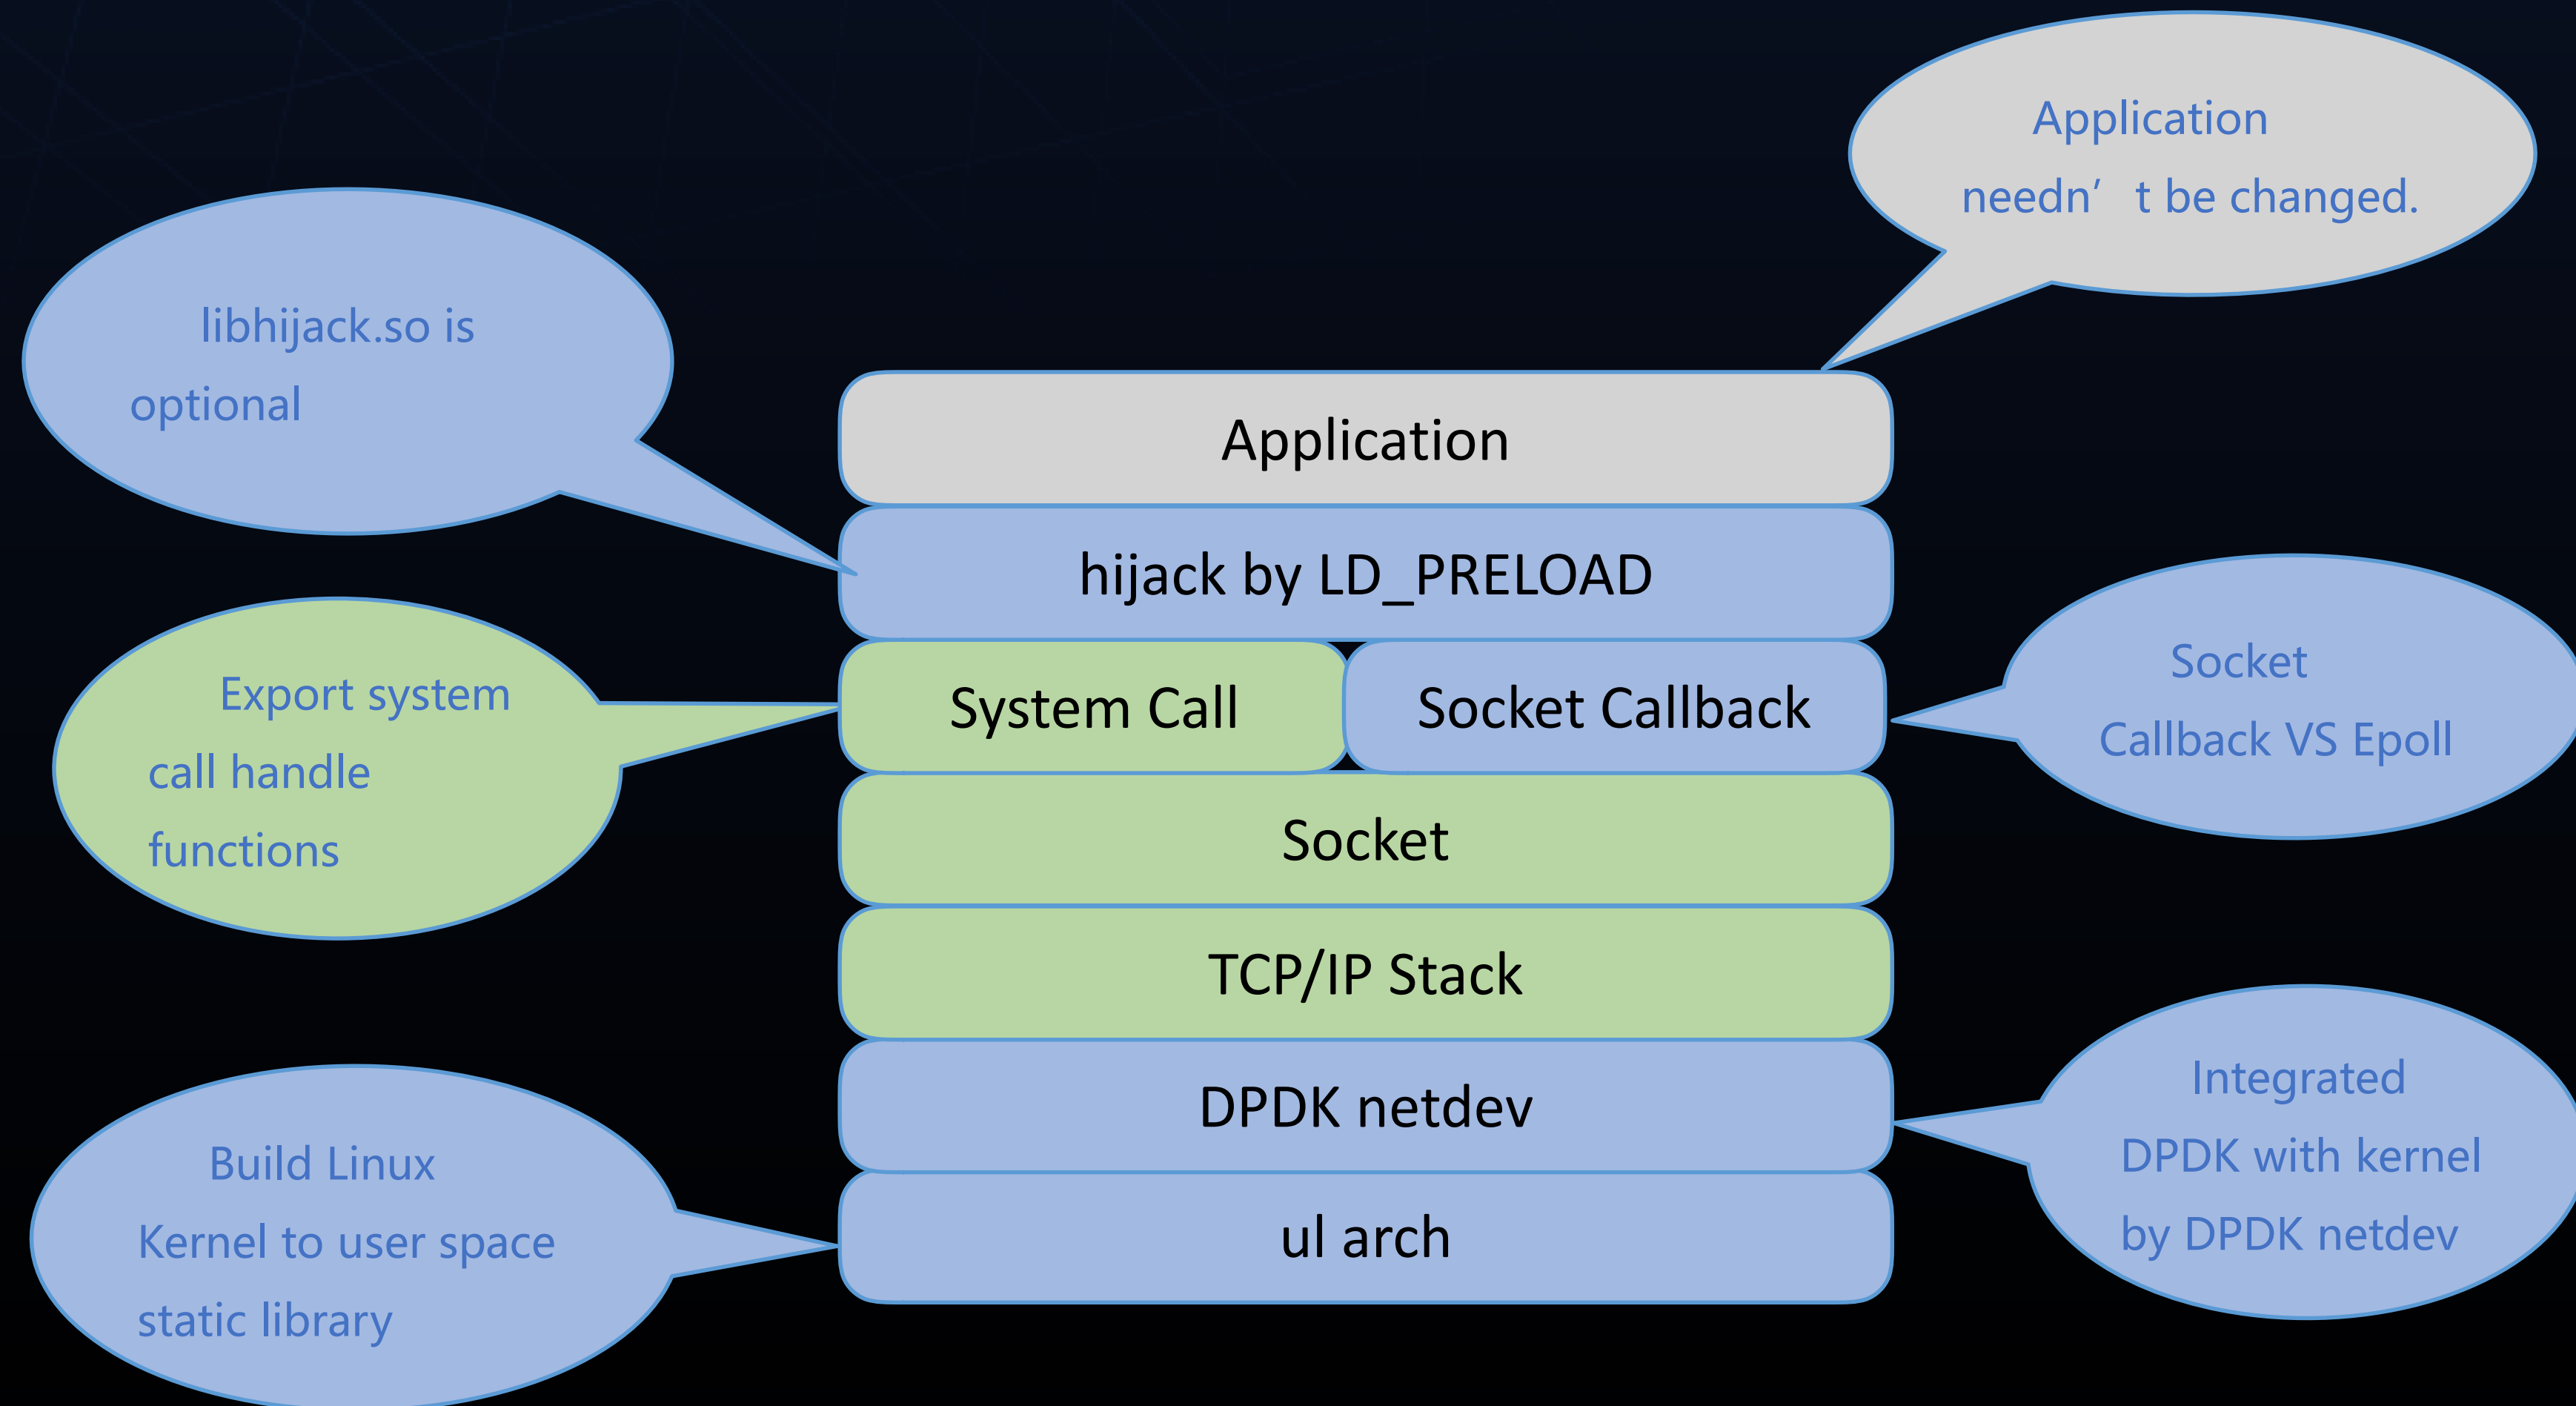 Application
needn’ t be changed.
libhijack.so is
optional
Application
hijack by LD_PRELOAD
Export system
call handle
functions
System Call
Socket Callback
Socket
Callback VS Epoll
Socket
TCP/IP Stack
DPDK netdev
Integrated
DPDK with kernel
by DPDK netdev
Build Linux
Kernel to user space
static library
ul arch